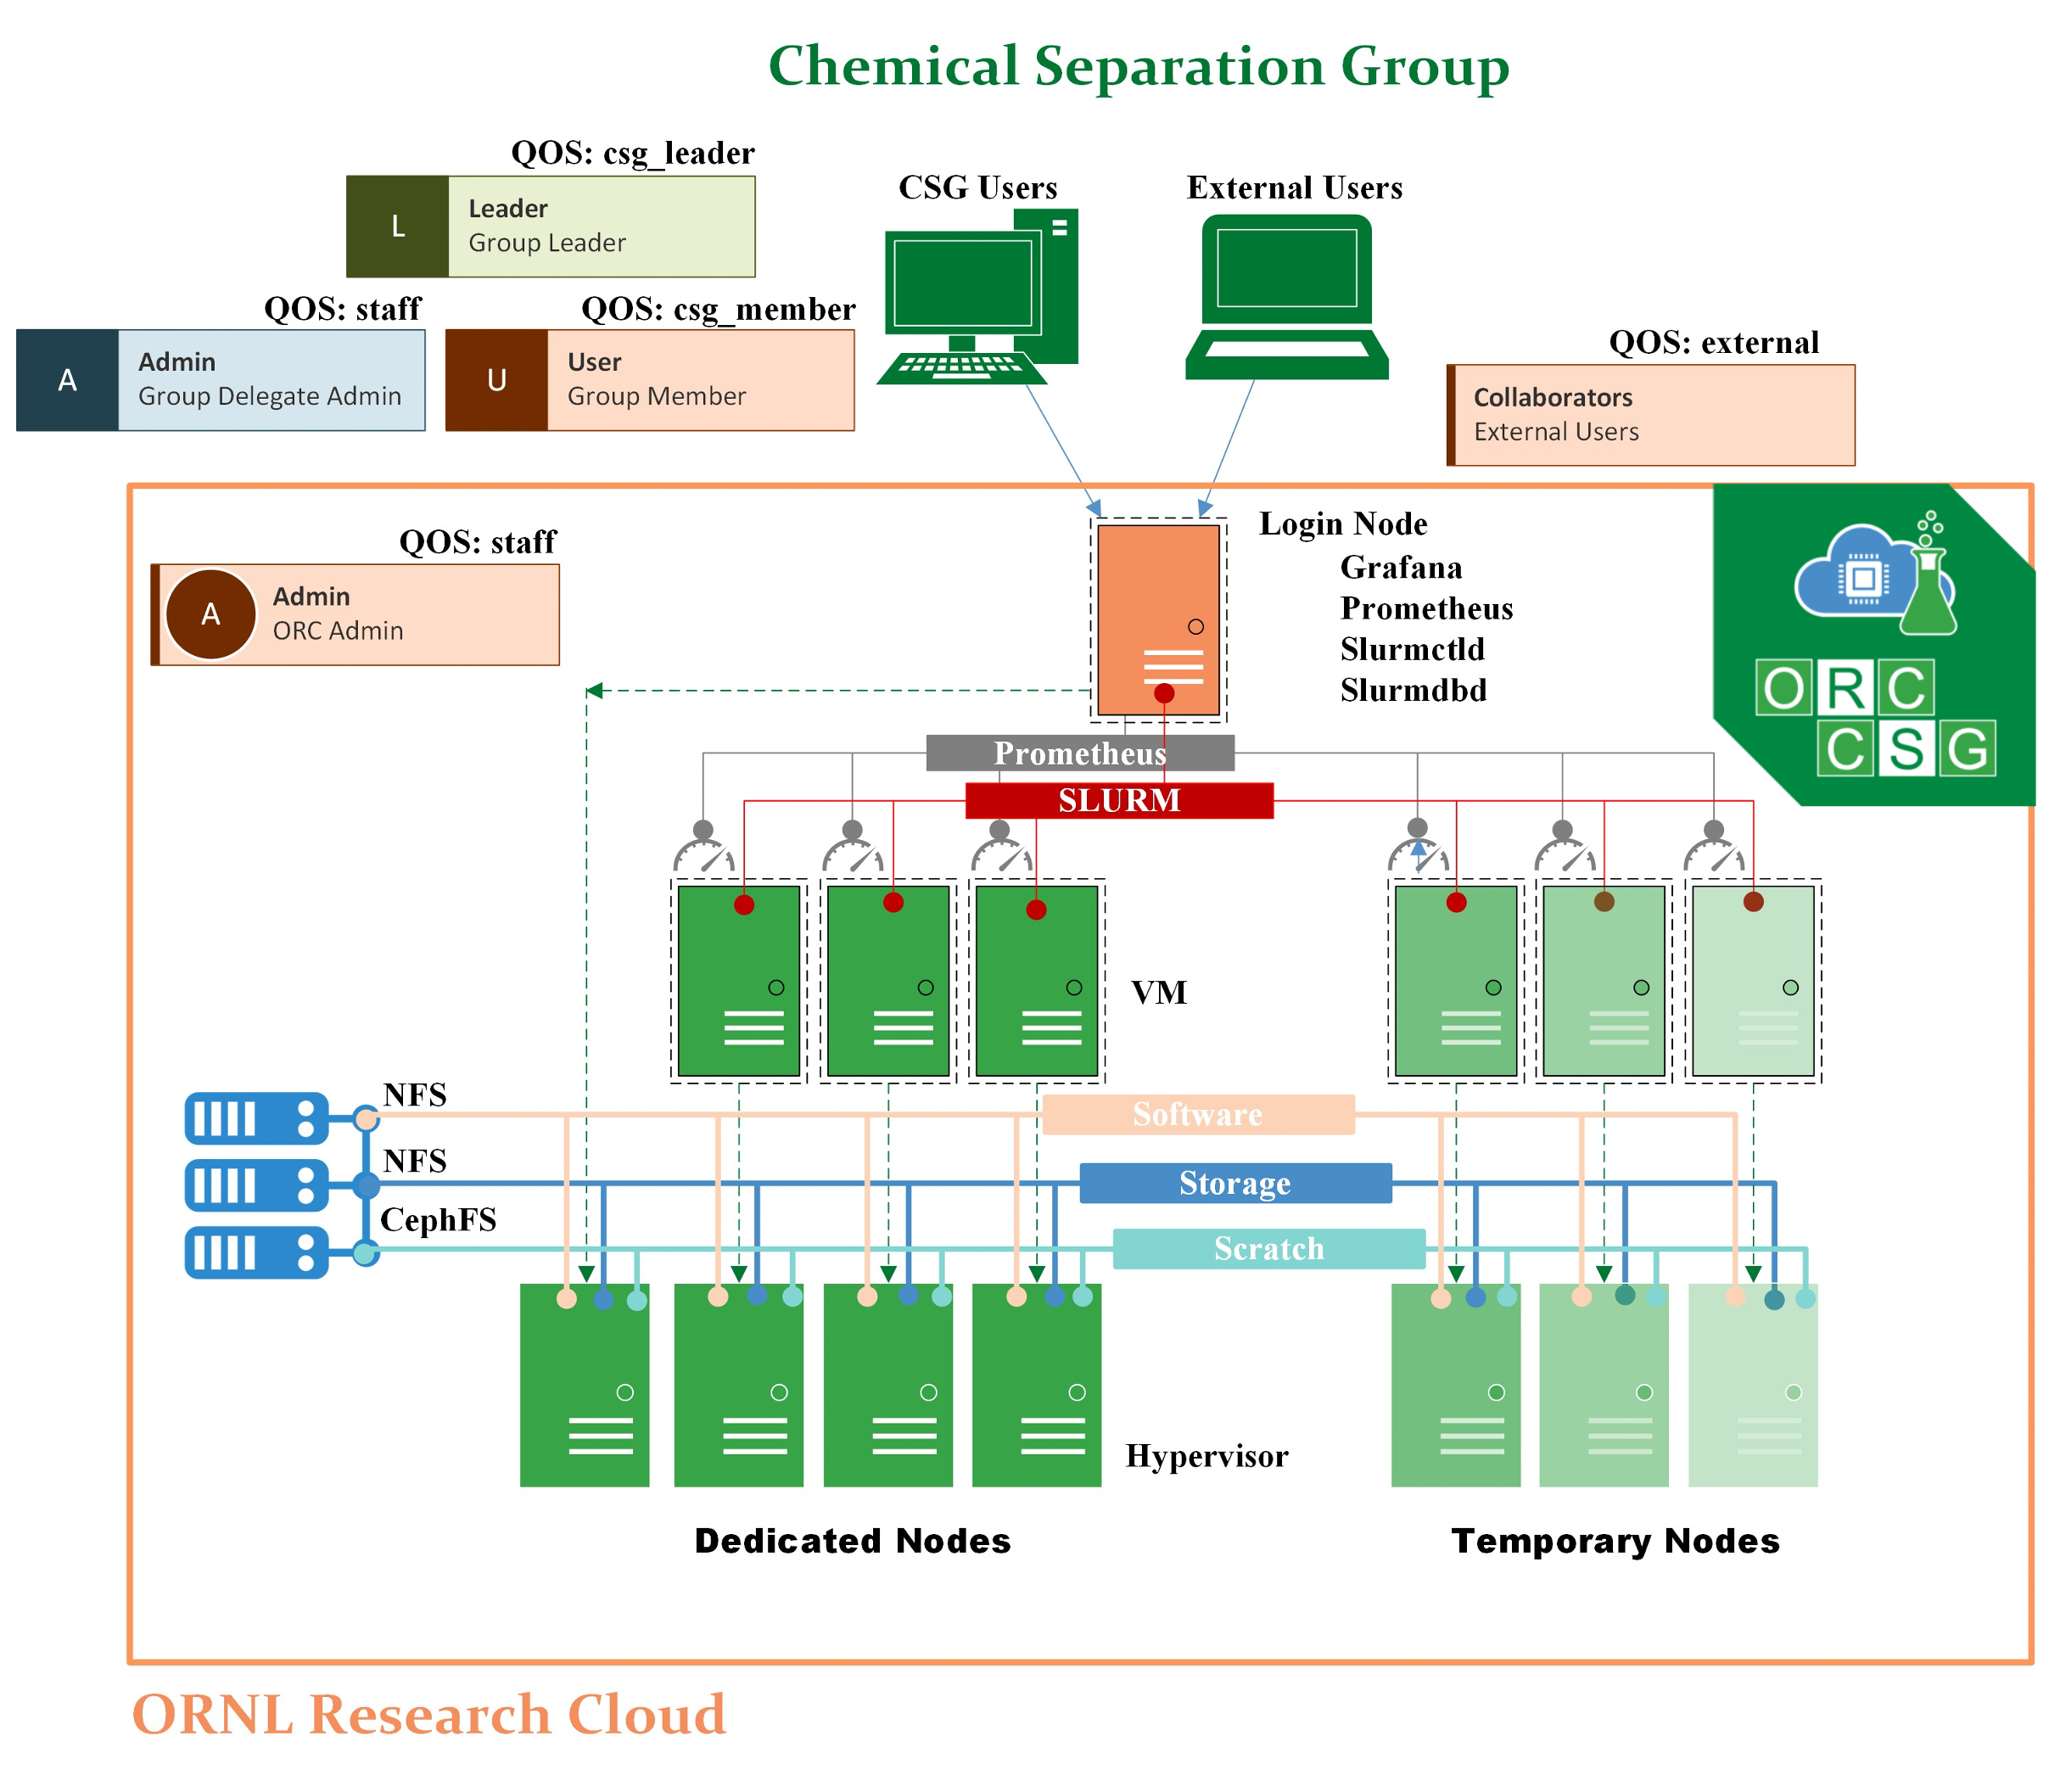 Chemical Separation Group
QOS: csg_leader
L
Leader
Group Leader
CSG Users
External Users
QOS: staff
A
Admin
Group Delegate Admin
QOS: csg_member
U
User
Group Member
QOS: external
Collaborators
External Users
QOS: staff
A
Admin
ORC Admin
Login Node
Grafana
Prometheus
Slurmctld
Slurmdbd
ORC
CSG
Prometheus
SLURM
VM
NFS
Software
NFS
Storage
CephFS
Scratch
Hypervisor
Dedicated Nodes
Temporary Nodes
ORNL Research Cloud